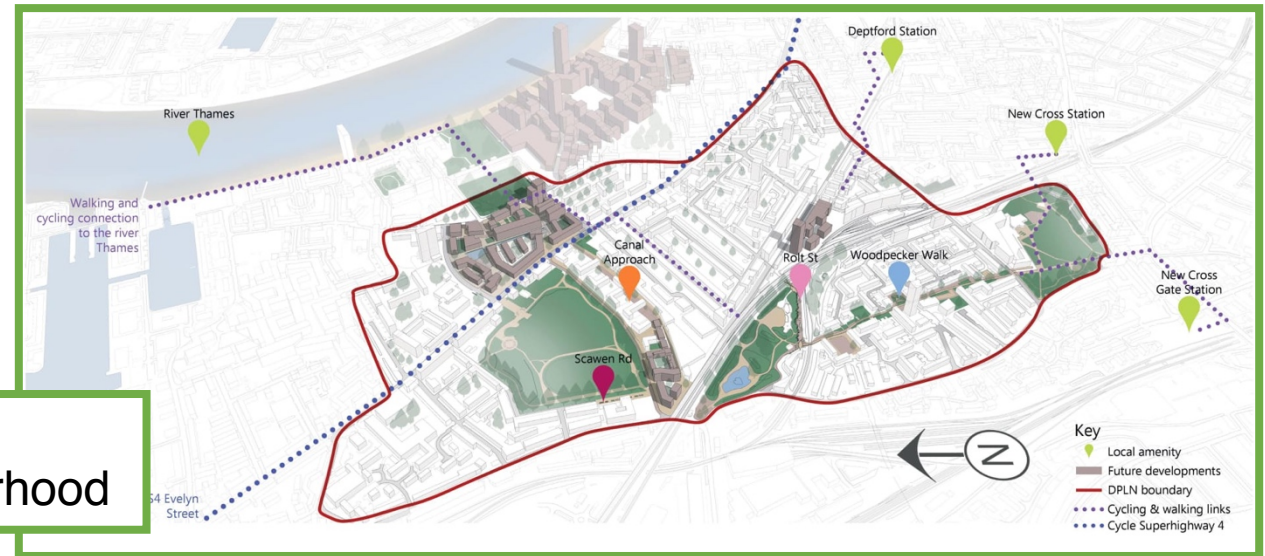 Deptford Station
River Thames
New Cross Station
Walking and
cycling connection
to the river
Thames
Canal
Approach
Rolt St
Woodpecker Walk
New Cross
Gate Station
Scawen Rd
Key
Local amenity
Future developments
DPLN boundary
Cycling & walking links
Cycle Superhighway 4
N
rhood
S4 Evelyn
Street